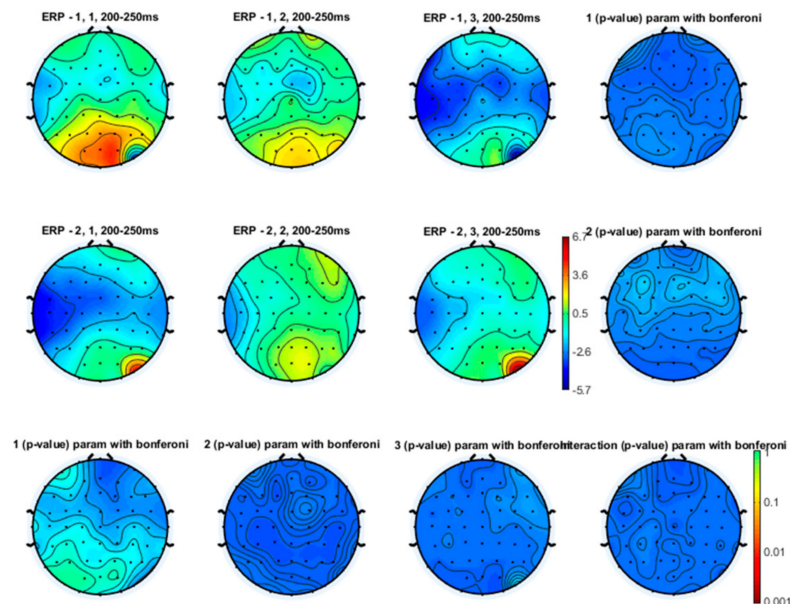 ERP - 1, 1, 200-250ms
ERP - 1, 2, 200-250ms
ERP - 1, 3, 200-250ms
1 (p-value) param with bonferoni
ERP - 2, 1, 200-250ms
ERP - 2, 2, 200-250ms
ERP - 2, 3, 200-250ms
2 (p-value) param with bonferoni
6.7
3.6
0.5
-2.6
-5.7
1 (p-value) param with bonferoni
2 (p-value) param with bonferoni
3 (p-value) param with bonferoni
Interaction (p-value) param with bonferoni
1
0.1
0.01
0.001